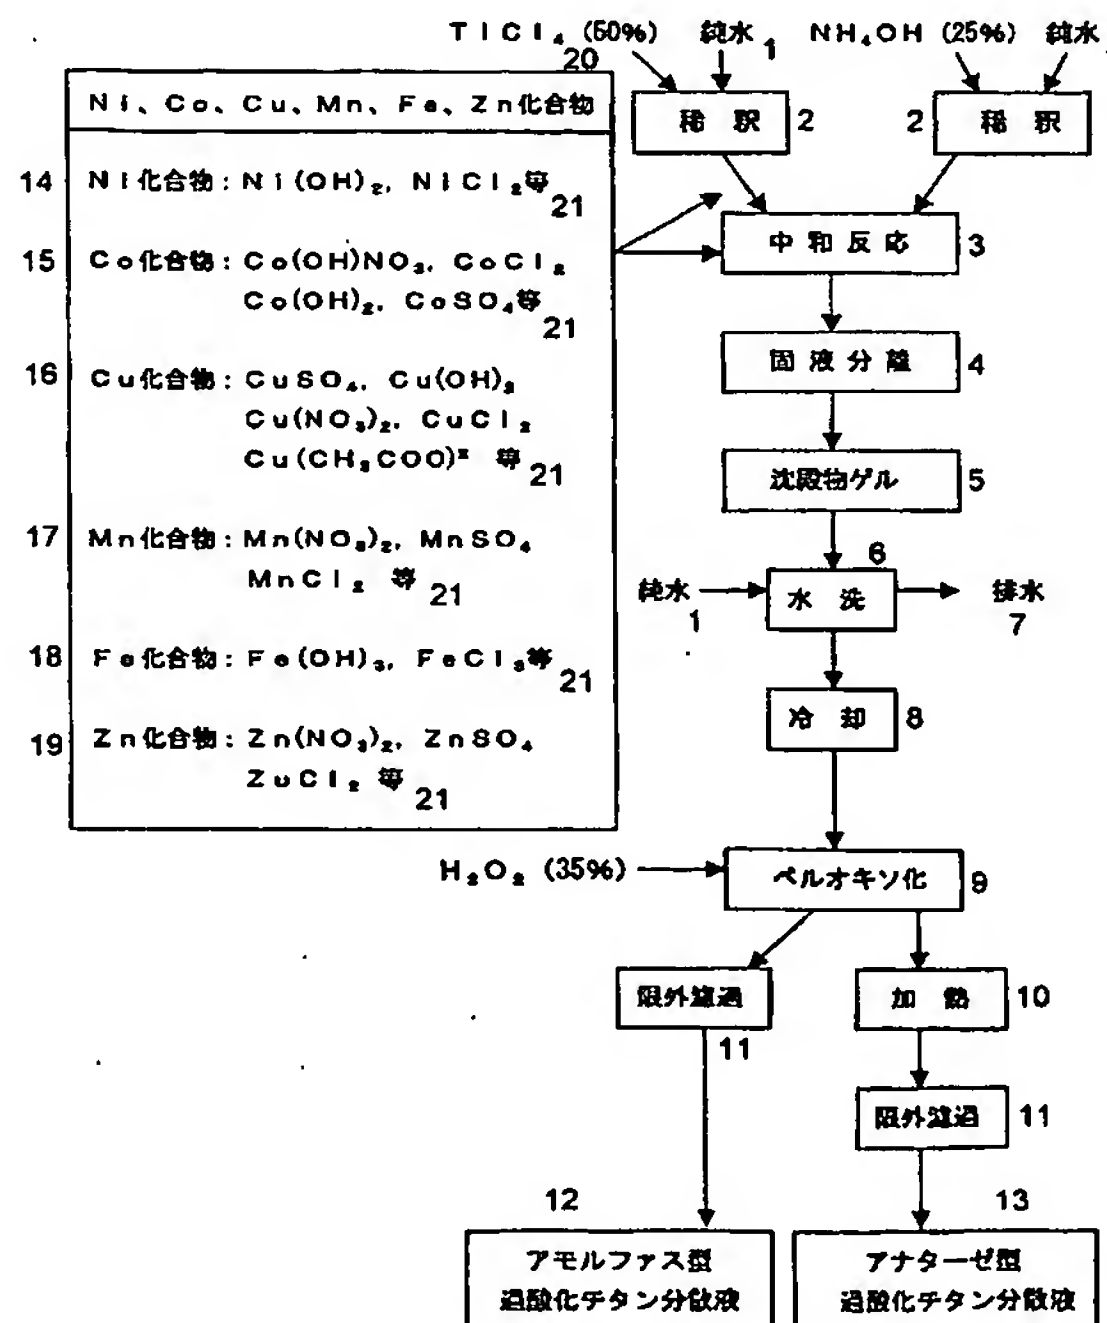 TiCl₄ (50%) 純水 1 NH₄OH (25%) 純水
20
Ni、Co、Cu、Mn、Fe、Zn化合物
稀釈 2
2 稀釈
14 Ni化合物：Ni(OH)₂, NiCl₂等 21
中和反応 3
15 Co化合物：Co(OH)NO₃, CoCl₂
Co(OH)₂, CoSO₄等 21
固液分離 4
16 Cu化合物：CuSO₄, Cu(OH)₂
Cu(NO₃)₂, CuCl₂
Cu(CH₃COO)² 等 21
沈殿物ゲル 5
17 Mn化合物：Mn(NO₃)₂, MnSO₄
MnCl₂ 等 21
純水 1
水洗 6
排水 7
18 Fe化合物：Fe(OH)₃, FeCl₃等 21
冷却 8
19 Zn化合物：Zn(NO₃)₂, ZnSO₄
ZuCl₂ 等 21
H₂O₂ (35%)
ペルオキソ化 9
限外濾過 11
加熱 10
限外濾過 11
12
アモルファス型
過酸化チタン分散液
13
アナターゼ型
過酸化チタン分散液